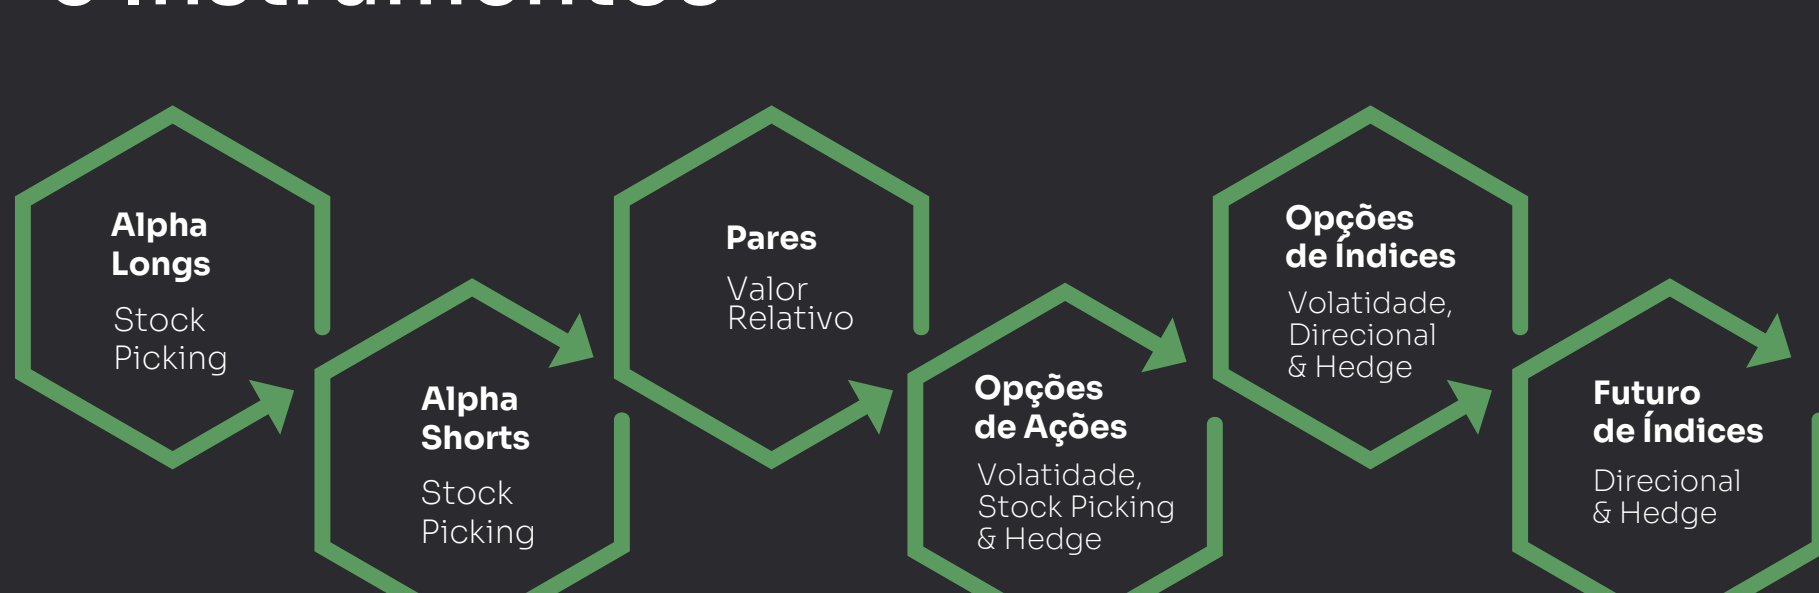 e instrumentos
Alpha
Longs
Stock
Picking
Alpha
Shorts
Stock
Picking
Pares
Valor
Relativo
Opções
de Ações
Volatidade,
Stock Picking
& Hedge
Opções
de Índices
Volatidade,
Direcional
& Hedge
Futuro
de Índices
Direcional
& Hedge